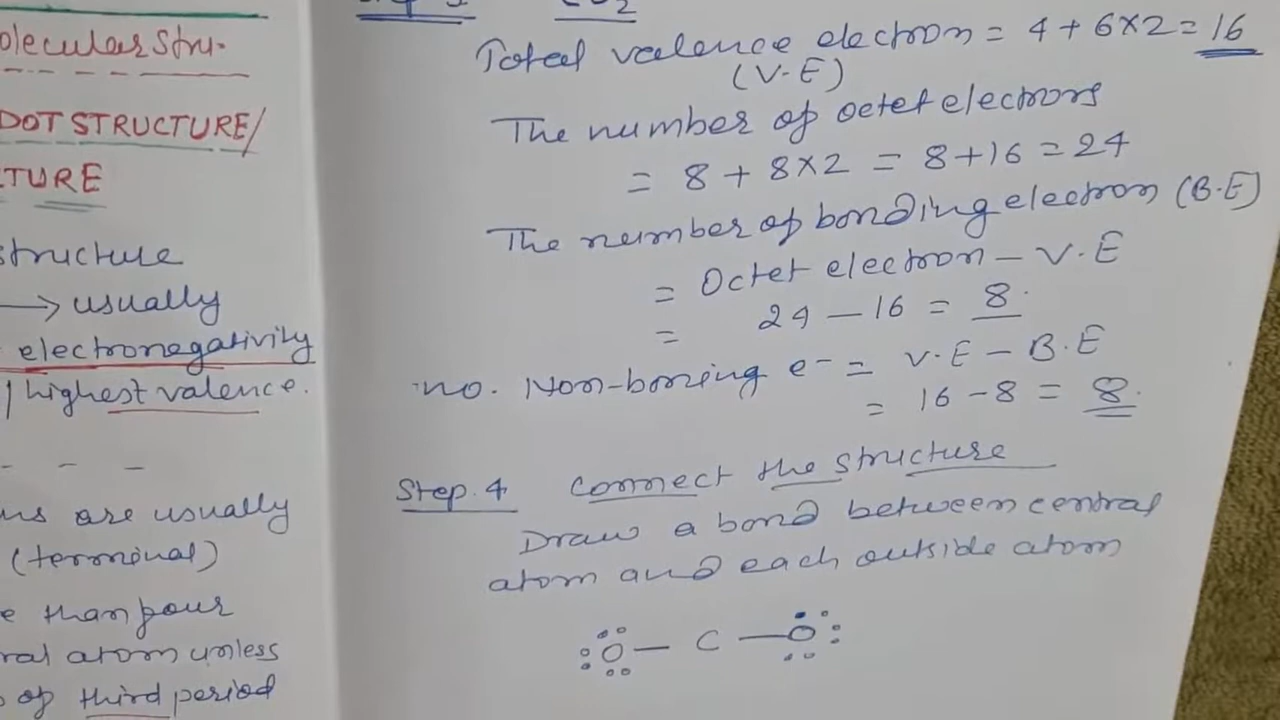 olecular Stru.
DOT STRUCTURE/
TURE
structure
→ usually
electronegativity
/ highest valence.
ns are usually
(terminal)
e than four
ral atom unless
of third period
CO2
Total valence electron = 4 + 6×2 = 16
(V.E)
The number of octet electrors
= 8 + 8×2 = 8+16 = 24
The number of bonding electron (B.E)
= Octet electron – V.E
= 24 – 16 = 8.
no. Non-boning e- = V.E – B.E
= 16 - 8 = 8.
Step. 4 Connect the structure
Draw a bond between central
atom and each outside atom
O — C — O